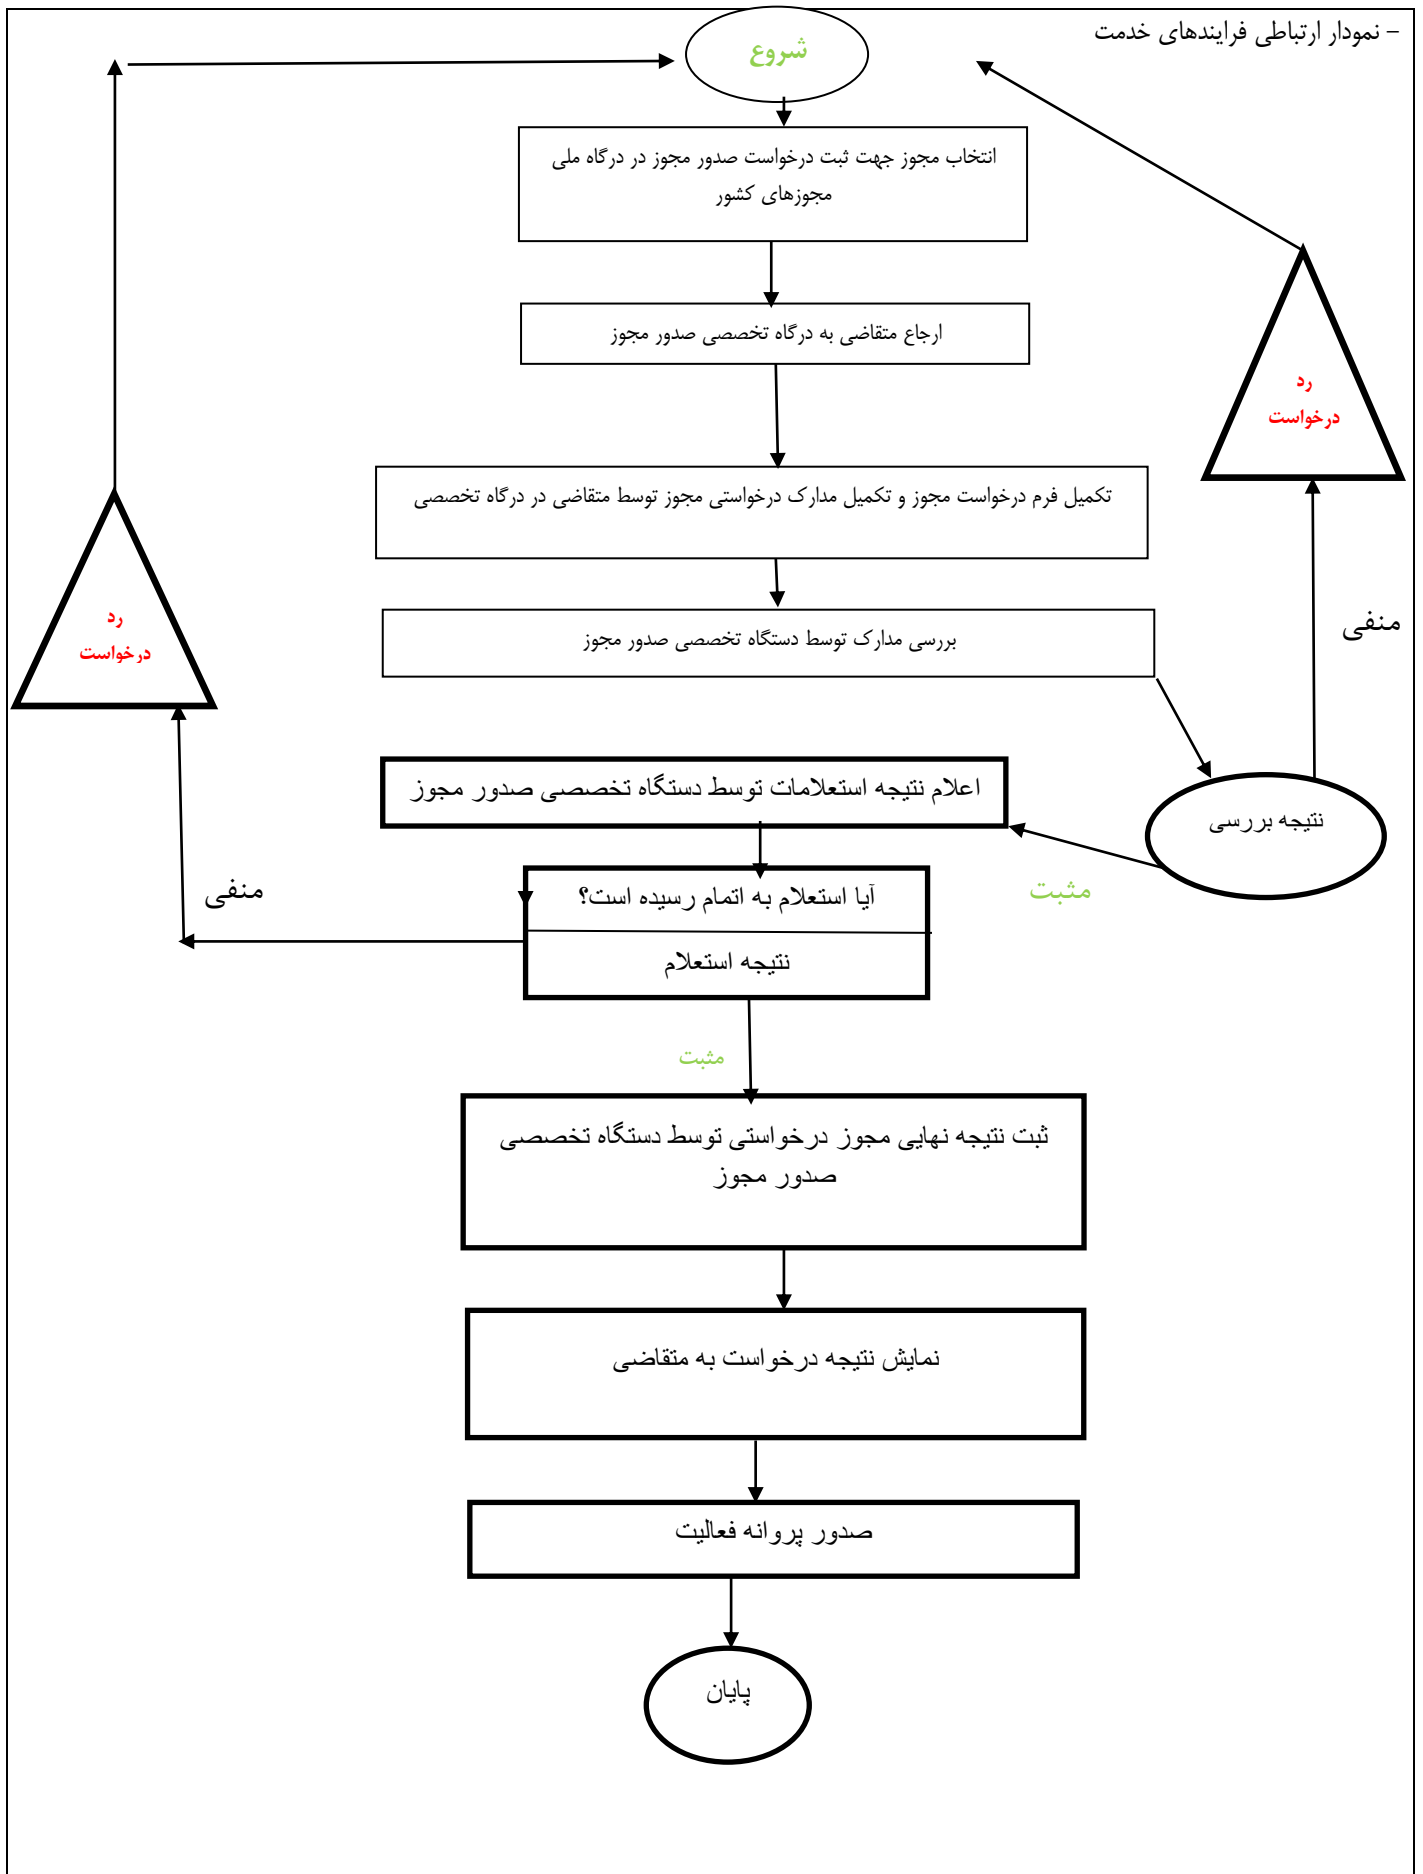 - نمودار ارتباطی فرایندهای خدمت
شروع
انتخاب مجوز جهت ثبت درخواست صدور مجوز در درگاه ملی
مجوزهای کشور
ارجاع متقاضی به درگاه تخصصی صدور مجوز
رد
درخواست
تکمیل فرم درخواست مجوز و تکمیل مدارک درخواستی مجوز توسط متقاضی در درگاه تخصصی
رد
درخواست
منفی
بررسی مدارک توسط دستگاه تخصصی صدور مجوز
اعلام نتیجه استعلامات توسط دستگاه تخصصی صدور مجوز
نتیجه بررسی
مثبت
آیا استعلام به اتمام رسیده است؟
منفی
نتیجه استعلام
مثبت
ثبت نتیجه نهایی مجوز درخواستی توسط دستگاه تخصصی
صدور مجوز
نمایش نتیجه درخواست به متقاضی
صدور پروانه فعالیت
پایان